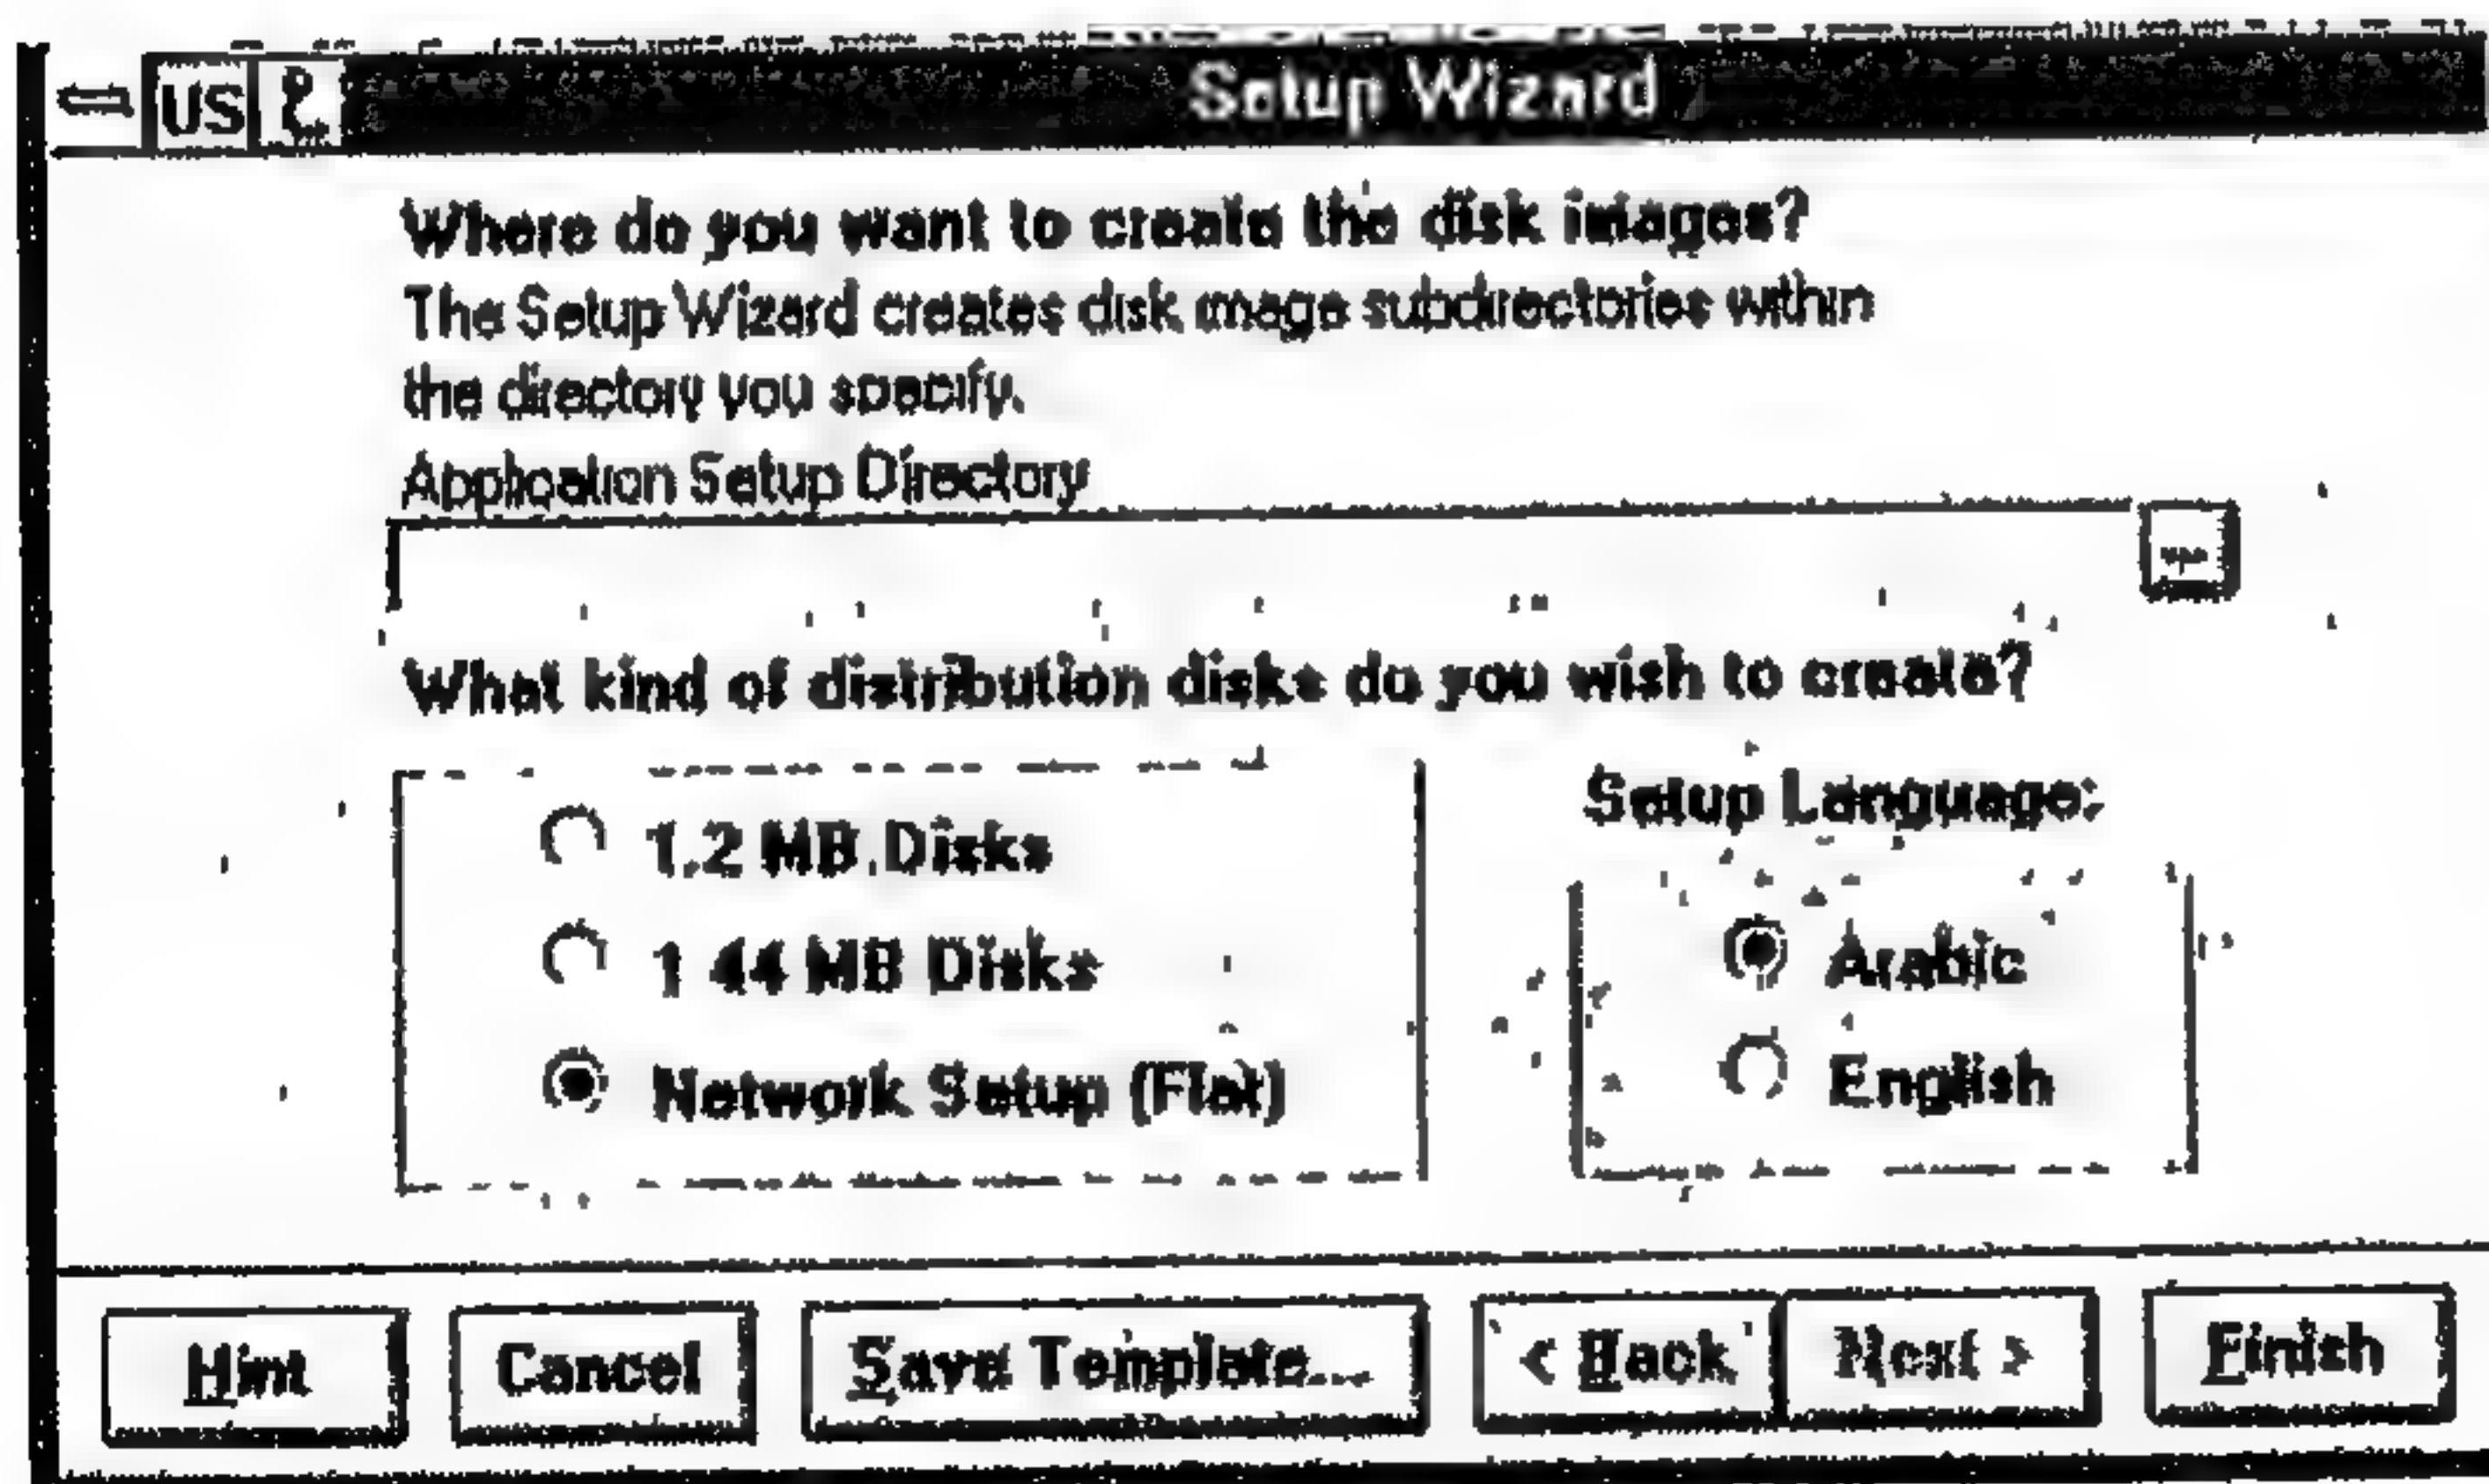 US
Setup Wizard
Where do you want to create the disk images?
The Setup Wizard creates disk image subdirectories within
the directory you specify.
Application Setup Directory
What kind of distribution disks do you wish to create?
1.2 MB Disks
1 44 MB Disks
Network Setup (Flat)
Setup Language:
Arabic
English
Hint
Cancel
Save Template...
< Back
Next >
Finish